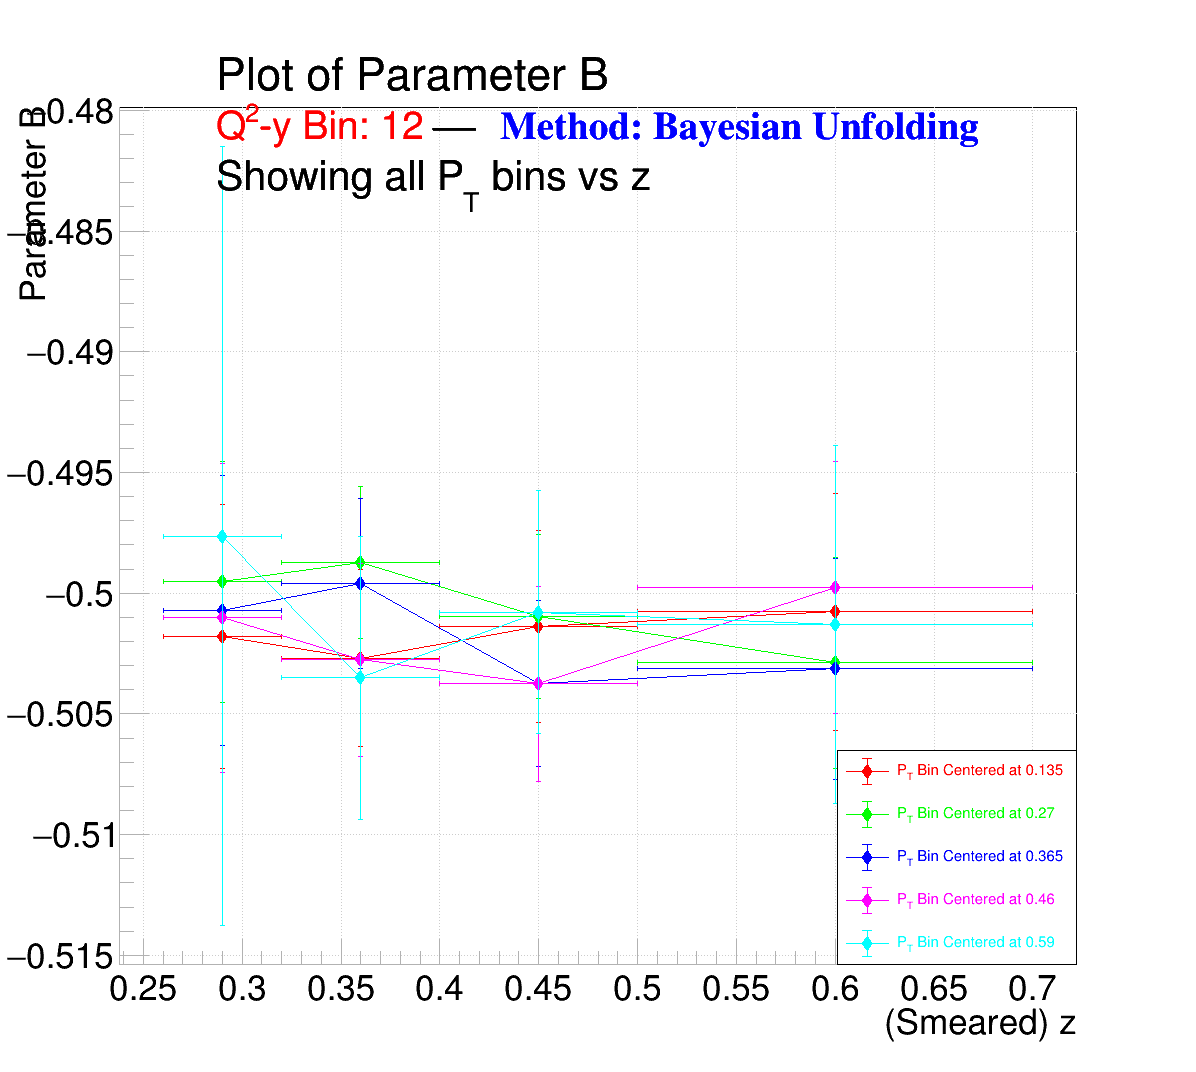 Plot of Parameter B
Q²-y Bin: 12 — Method: Bayesian Unfolding
Showing all P_T bins vs z
Parameter B
−0.48
−0.485
−0.49
−0.495
−0.5
−0.505
−0.51
−0.515
P_T Bin Centered at 0.135
P_T Bin Centered at 0.27
P_T Bin Centered at 0.365
P_T Bin Centered at 0.46
P_T Bin Centered at 0.59
0.25 0.3 0.35 0.4 0.45 0.5 0.55 0.6 0.65 0.7
(Smeared) z